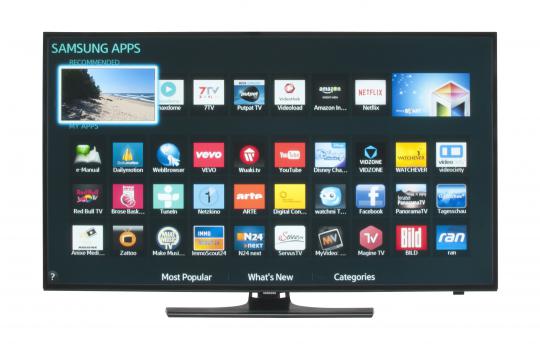 SAMSUNG APPS
RECOMMENDED
maxdome 7TV Putpat TV Videoload Amazon In... Netflix
MY APPS
e-Manual Dailymotion WebBrowser VEVO Wuaki.tv YouTube Disney Cha... VIDZONE WATCHEVER videociety
Red Bull TV Brose Bask... TuneIn Netzkino ARTE Digital Con... watchmi T... Facebook PanoramaTV Tagesschau
Anixe Medi... Zattoo Make Musi... ImmoScout24 N24 next ServusTV MyVideo: ... Magine TV BILD ran
? Most Popular What's New Categories